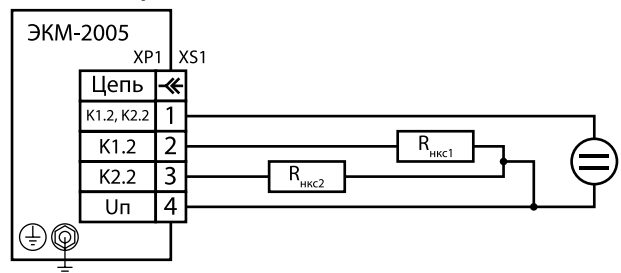 ЭКМ-2005
XP1 XS1
Цепь
К1.2, К2.2 1
К1.2 2
К2.2 3
Uп 4
Rнкс1
Rнкс2